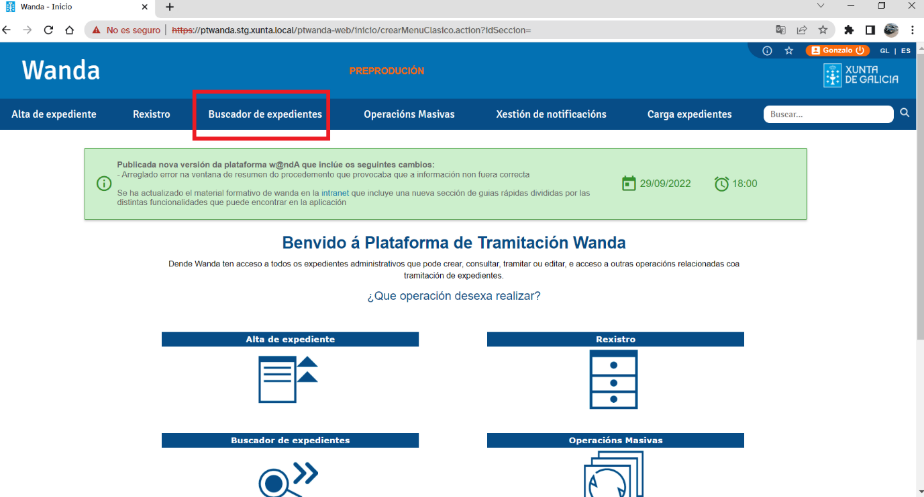 Wanda - Inicio
No es seguro | https://ptwanda.stg.xunta.local/ptwanda-web/inicio/crearMenuClasico.action?idSeccion=
Gonzalo
GL | ES
Wanda
PREPRODUCIÓN
XUNTA
DE GALICIA
Alta de expediente
Rexistro
Buscador de expedientes
Operacións Masivas
Xestión de notificacións
Carga expedientes
Buscar...
Publicada nova versión da plataforma w@ndA que inclúe os seguintes cambios:
- Arreglado error na ventana de resumen do procedemento que provocaba que a información non fuera correcta
Se ha actualizado el material formativo de wanda en la intranet que incluye una nueva sección de guias rápidas divididas por las
distintas funcionalidades que puede encontrar en la aplicación
29/09/2022
18:00
Benvido á Plataforma de Tramitación Wanda
Dende Wanda ten acceso a todos os expedientes administrativos que pode crear, consultar, tramitar ou editar, e acceso a outras operacións relacionadas coa
tramitación de expedientes.
¿Que operación desexa realizar?
Alta de expediente
Rexistro
Buscador de expedientes
Operacións Masivas